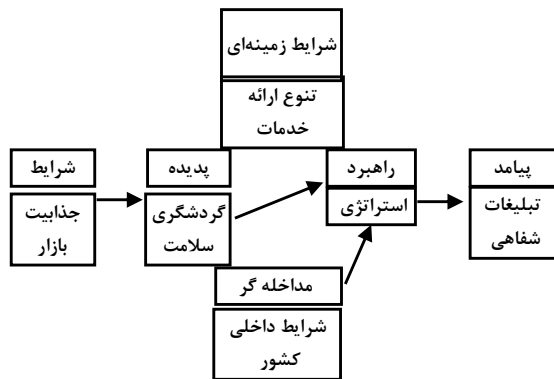 شرایط زمینه‌ای
تنوع ارائه
خدمات
شرایط
پدیده
راهبرد
پیامد
جذابیت
بازار
گردشگری
سلامت
استراتژی
تبلیغات
شفاهی
مداخله گر
شرایط داخلی
کشور